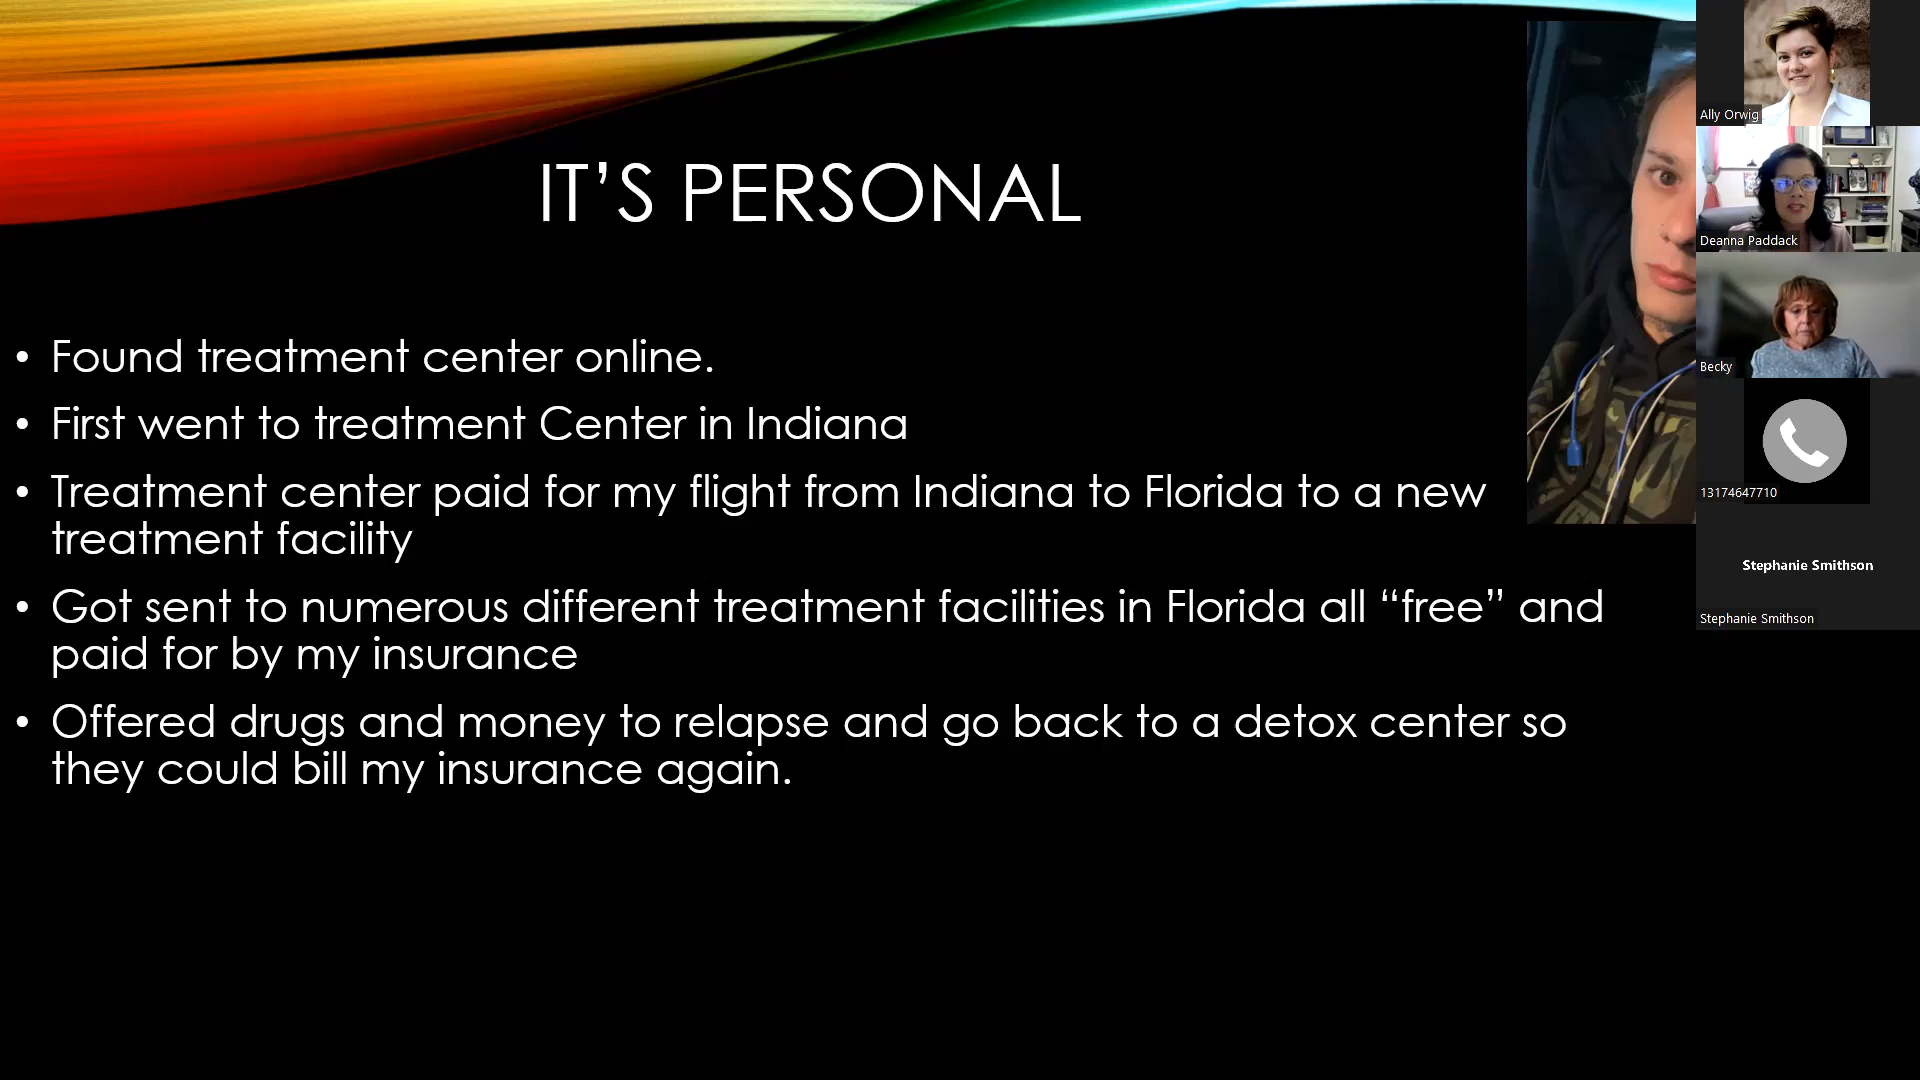 IT’S PERSONAL
• Found treatment center online.
• First went to treatment Center in Indiana
• Treatment center paid for my flight from Indiana to Florida to a new
treatment facility
• Got sent to numerous different treatment facilities in Florida all “free” and
paid for by my insurance
• Offered drugs and money to relapse and go back to a detox center so
they could bill my insurance again.
Ally Orwig
Deanna Paddack
Becky
13174647710
Stephanie Smithson
Stephanie Smithson